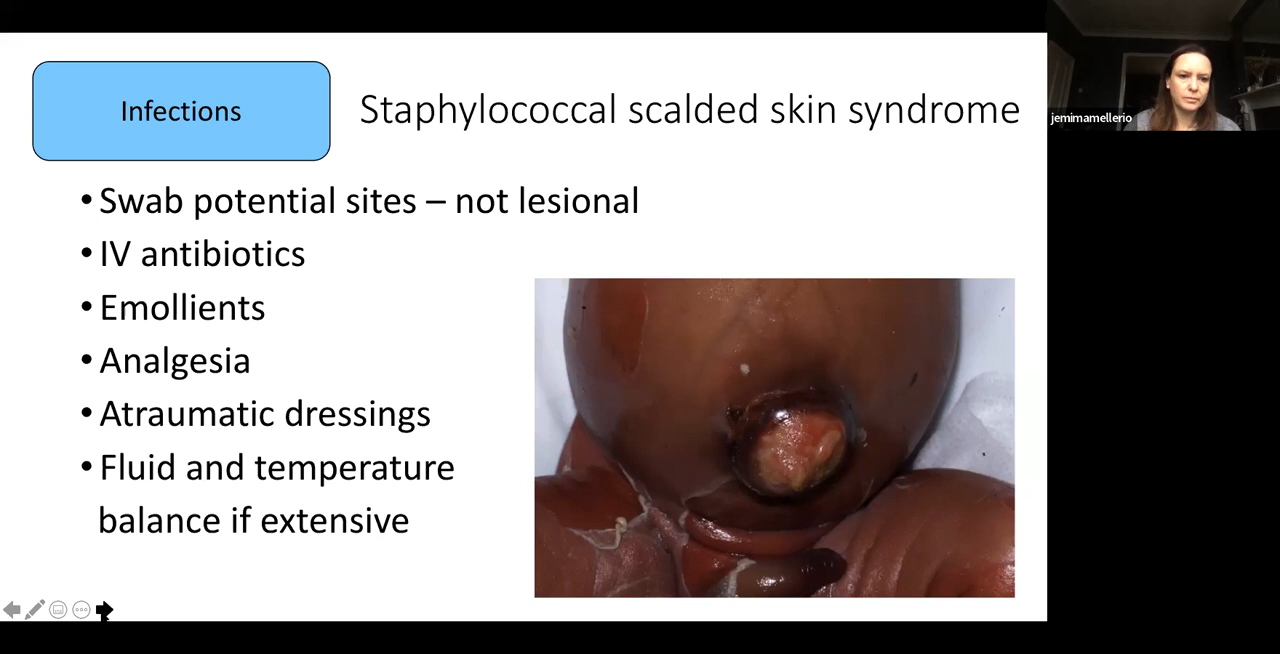 Infections
Staphylococcal scalded skin syndrome
• Swab potential sites – not lesional
• IV antibiotics
• Emollients
• Analgesia
• Atraumatic dressings
• Fluid and temperature
balance if extensive
jemimamellerio